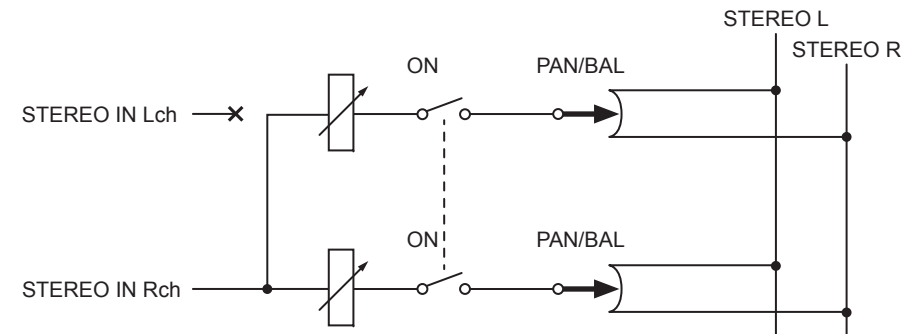 STEREO L
STEREO R
ON PAN/BAL
STEREO IN Lch
ON PAN/BAL
STEREO IN Rch